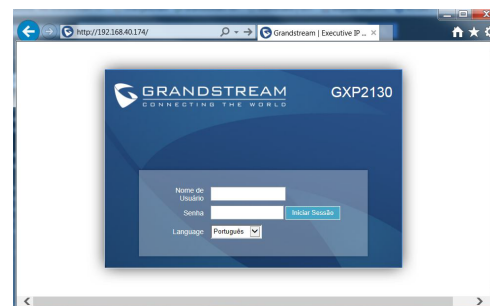 http://192.168.40.174/
Grandstream | Executive IP ...
GRANDSTREAM
CONNECTING THE WORLD
GXP2130
Nome de
Usuário
Senha
Iniciar Sessão
Language
Português